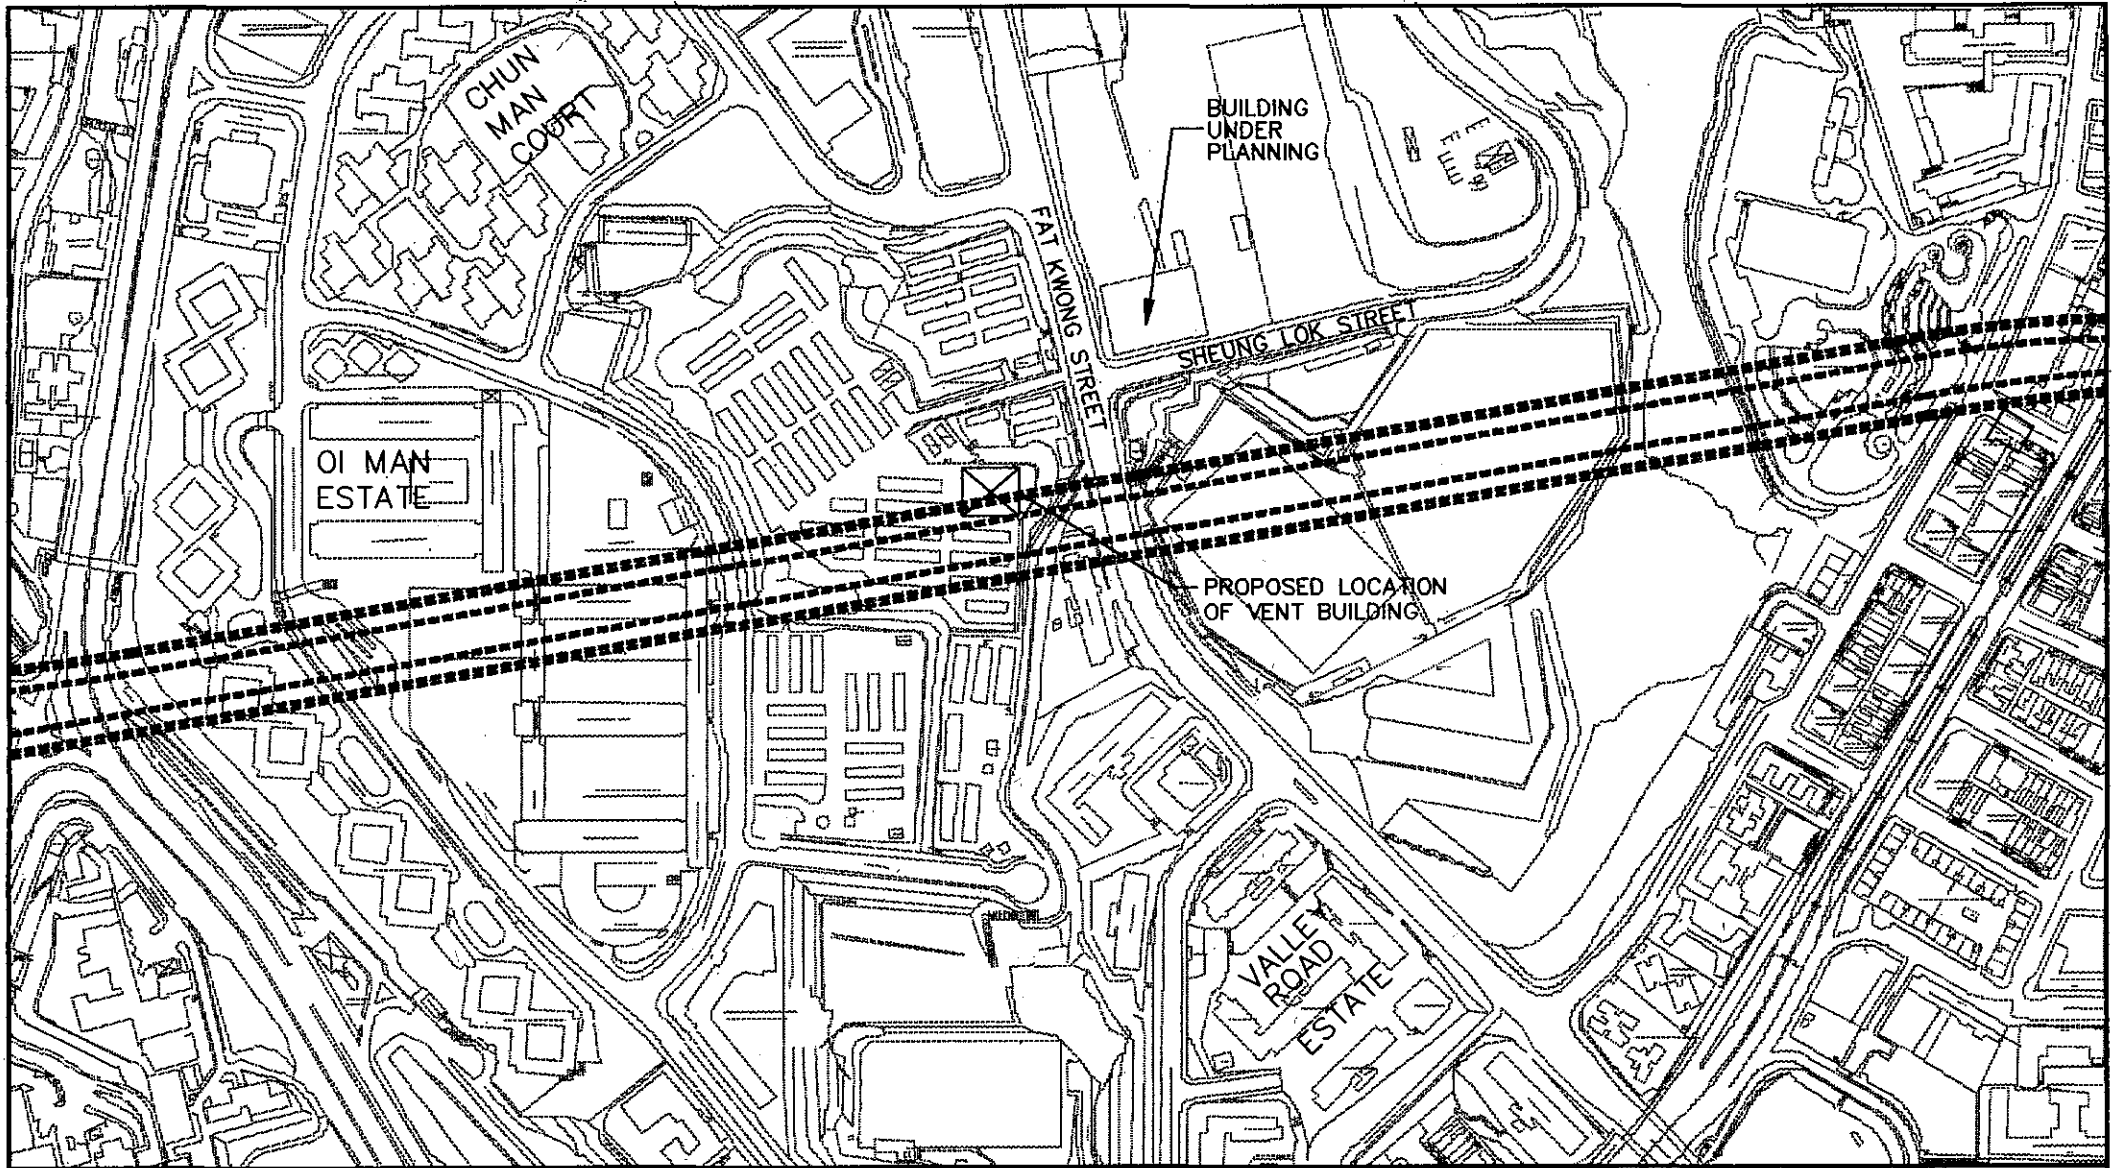 CHUN
MAN
COURT
BUILDING
UNDER
PLANNING
FAT KWONG STREET
SHEUNG LOK STREET
OI MAN
ESTATE
PROPOSED LOCATION
OF VENT BUILDING
VALLEY
ROAD
ESTATE